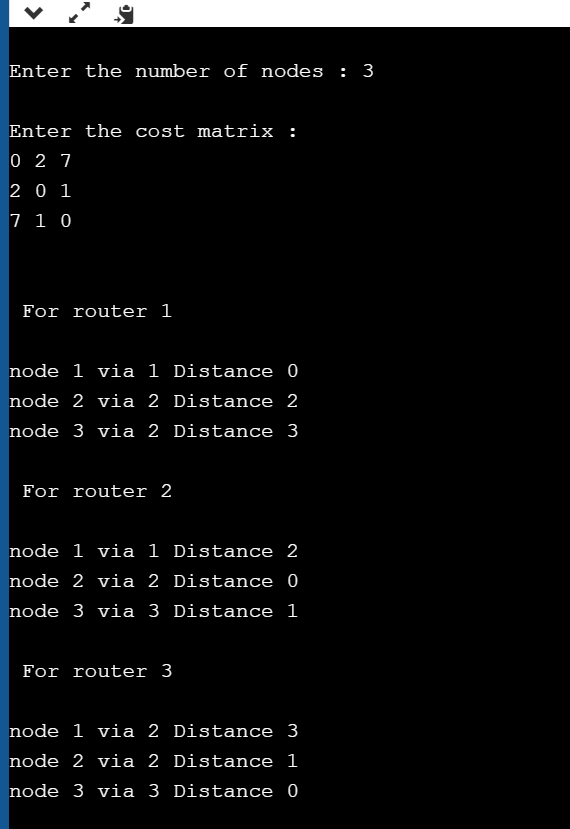 Enter the number of nodes : 3
Enter the cost matrix :
0 2 7
2 0 1
7 1 0
For router 1
node 1 via 1 Distance 0
node 2 via 2 Distance 2
node 3 via 2 Distance 3
For router 2
node 1 via 1 Distance 2
node 2 via 2 Distance 0
node 3 via 3 Distance 1
For router 3
node 1 via 2 Distance 3
node 2 via 2 Distance 1
node 3 via 3 Distance 0